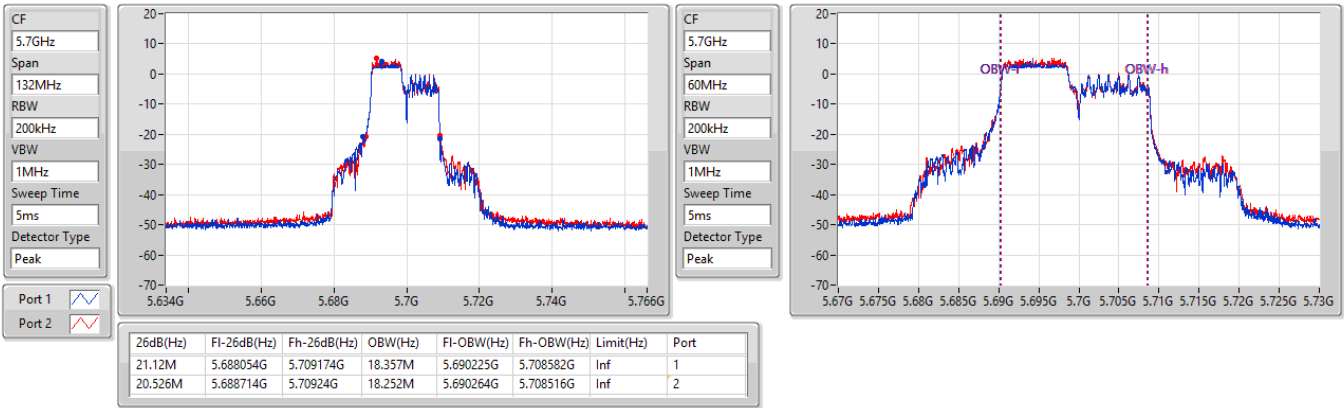 CF
5.7GHz
Span
132MHz
RBW
200kHz
VBW
1MHz
Sweep Time
5ms
Detector Type
Peak
Port 1
Port 2
20-
10-
0-
-10-
-20-
-30-
-40-
-50-
-60-
-70-
5.634G 5.66G 5.68G 5.7G 5.72G 5.74G 5.766G
CF
5.7GHz
Span
60MHz
RBW
200kHz
VBW
1MHz
Sweep Time
5ms
Detector Type
Peak
20-
10-
0-
-10-
-20-
-30-
-40-
-50-
-60-
-70-
OBW-l OBW-h
5.67G 5.675G 5.68G 5.685G 5.69G 5.695G 5.7G 5.705G 5.71G 5.715G 5.72G 5.725G 5.73G
26dB(Hz) Fl-26dB(Hz) Fh-26dB(Hz) OBW(Hz) Fl-OBW(Hz) Fh-OBW(Hz) Limit(Hz) Port
21.12M 5.688054G 5.709174G 18.357M 5.690225G 5.708582G Inf 1
20.526M 5.688714G 5.70924G 18.252M 5.690264G 5.708516G Inf 2